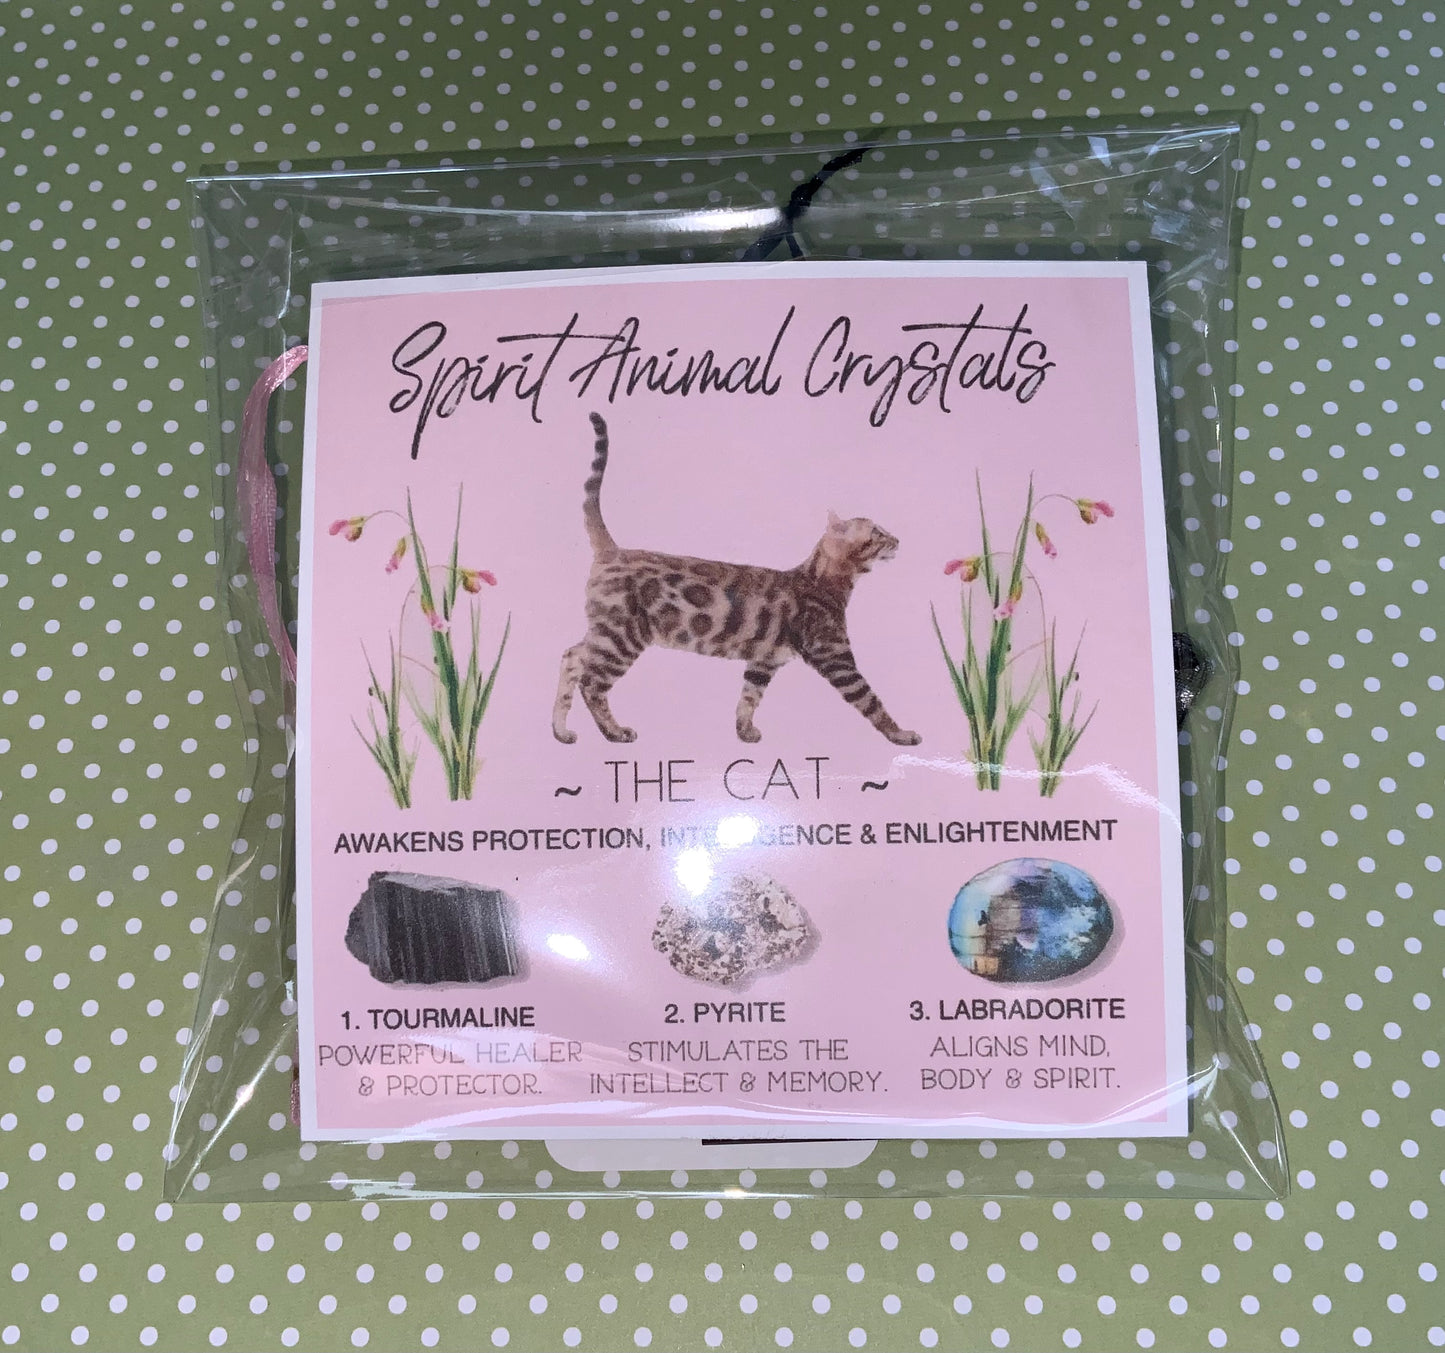 Spirit Animal Crystals
~ THE CAT ~
AWAKENS PROTECTION, INTELLIGENCE & ENLIGHTENMENT
1. TOURMALINE 2. PYRITE 3. LABRADORITE
POWERFUL HEALER STIMULATES THE ALIGNS MIND,
& PROTECTOR. INTELLECT & MEMORY. BODY & SPIRIT.